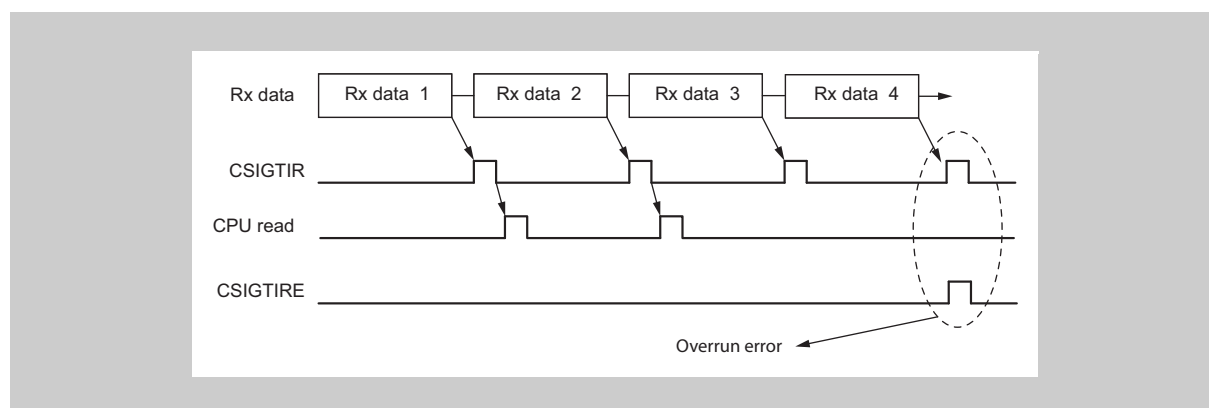 Rx data Rx data 1 Rx data 2 Rx data 3 Rx data 4
CSIGTIR
CPU read
CSIGTIRE
Overrun error